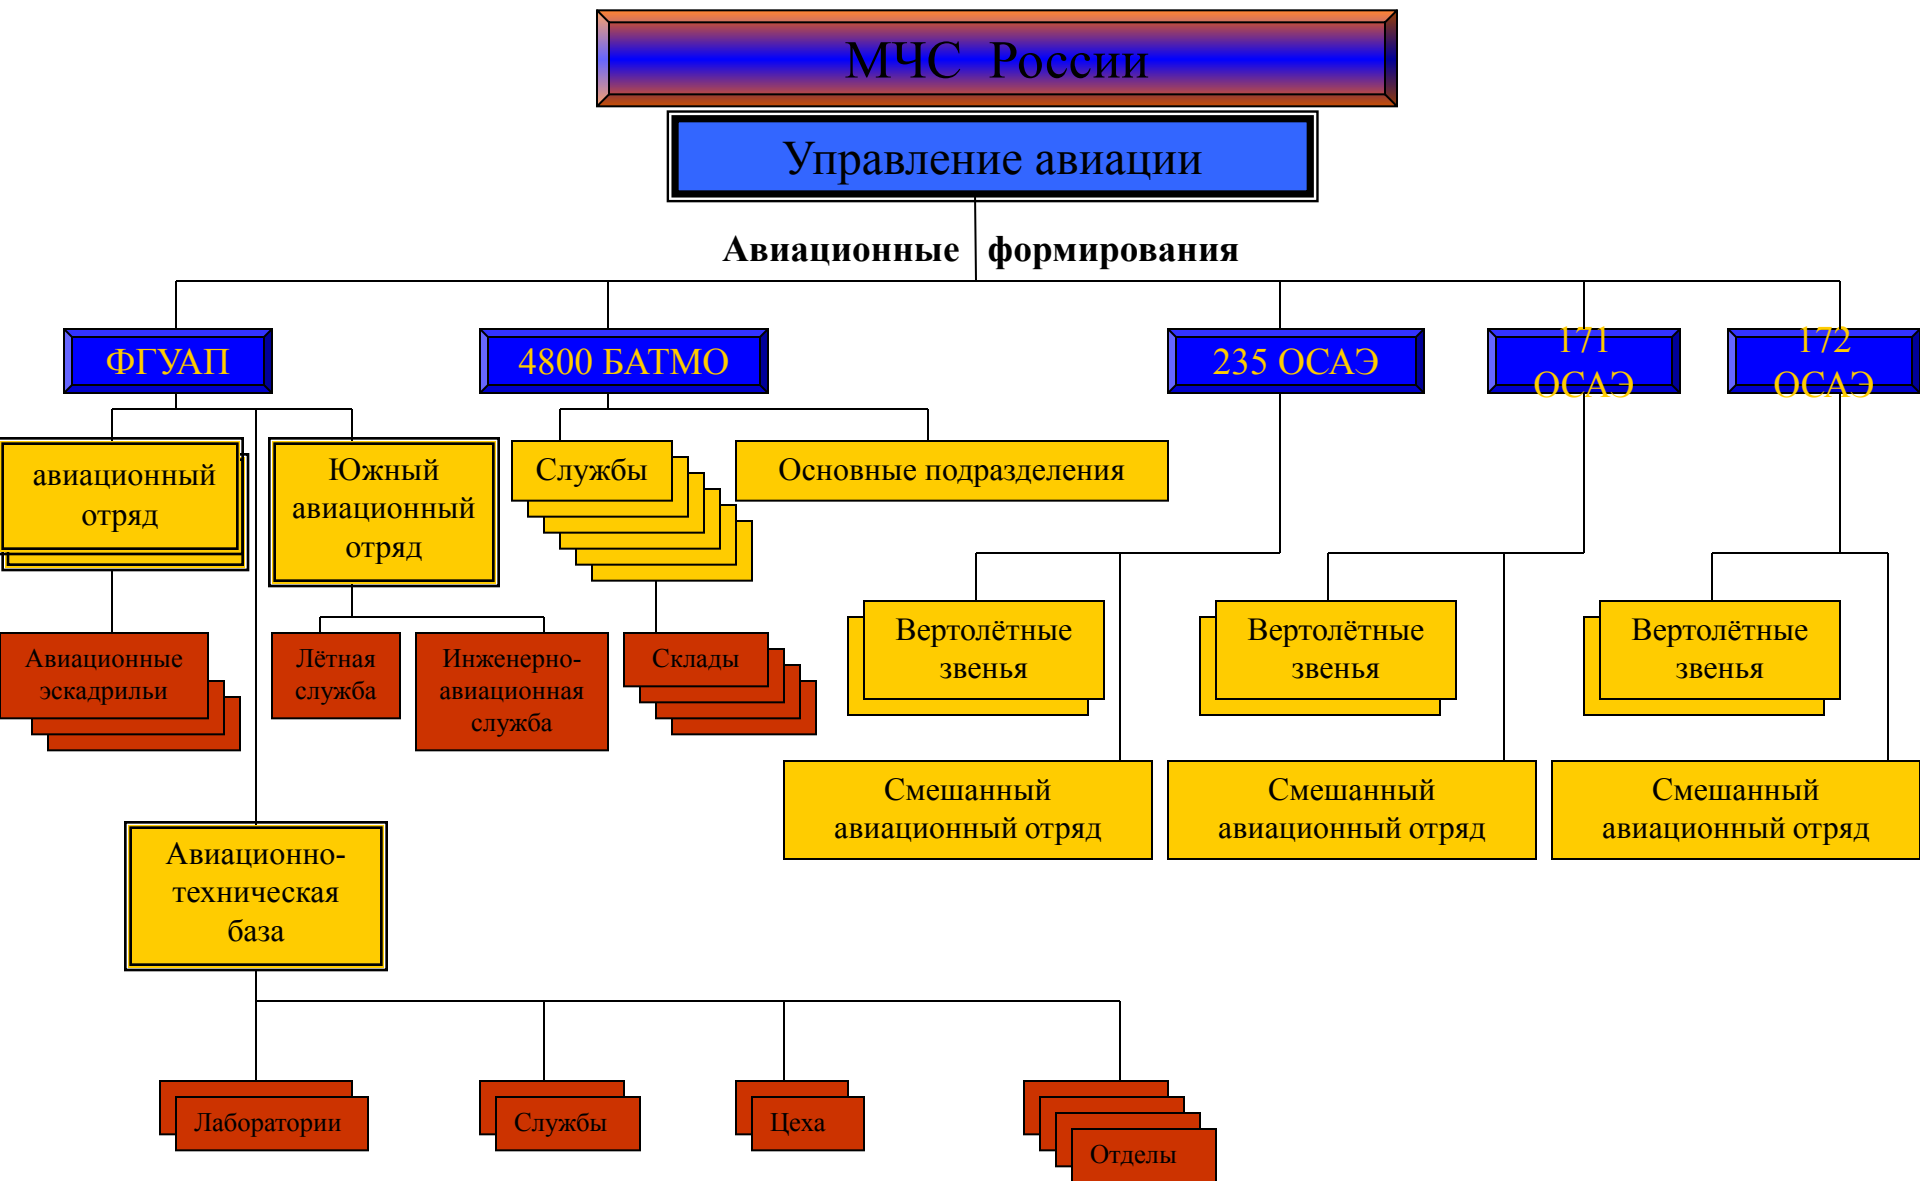 МЧС России
Управление авиации
Авиационные формирования
ФГУАП
4800 БАТМО
235 ОСАЭ
171
ОСАЭ
172
ОСАЭ
авиационный
отряд
Южный
авиационный
отряд
Службы
Основные подразделения
Авиационные
эскадрильи
Лётная
служба
Инженерно-
авиационная
служба
Склады
Вертолётные
звенья
Вертолётные
звенья
Вертолётные
звенья
Смешанный
авиационный отряд
Смешанный
авиационный отряд
Смешанный
авиационный отряд
Авиационно-
техническая
база
Лаборатории
Службы
Цеха
Отделы